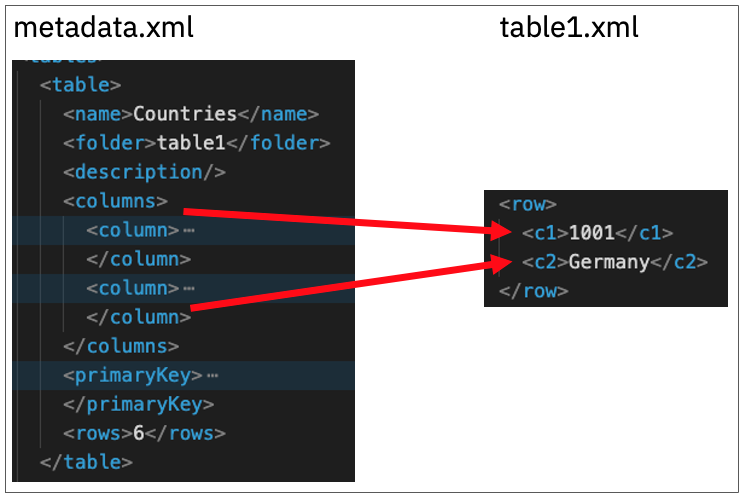 metadata.xml
<table>
<name>Countries</name>
<folder>table1</folder>
<description/>
<columns>
<column>⋯
</column>
<column>⋯
</column>
</columns>
<primaryKey>⋯
</primaryKey>
<rows>6</rows>
</table>
table1.xml
<row>
<c1>1001</c1>
<c2>Germany</c2>
</row>